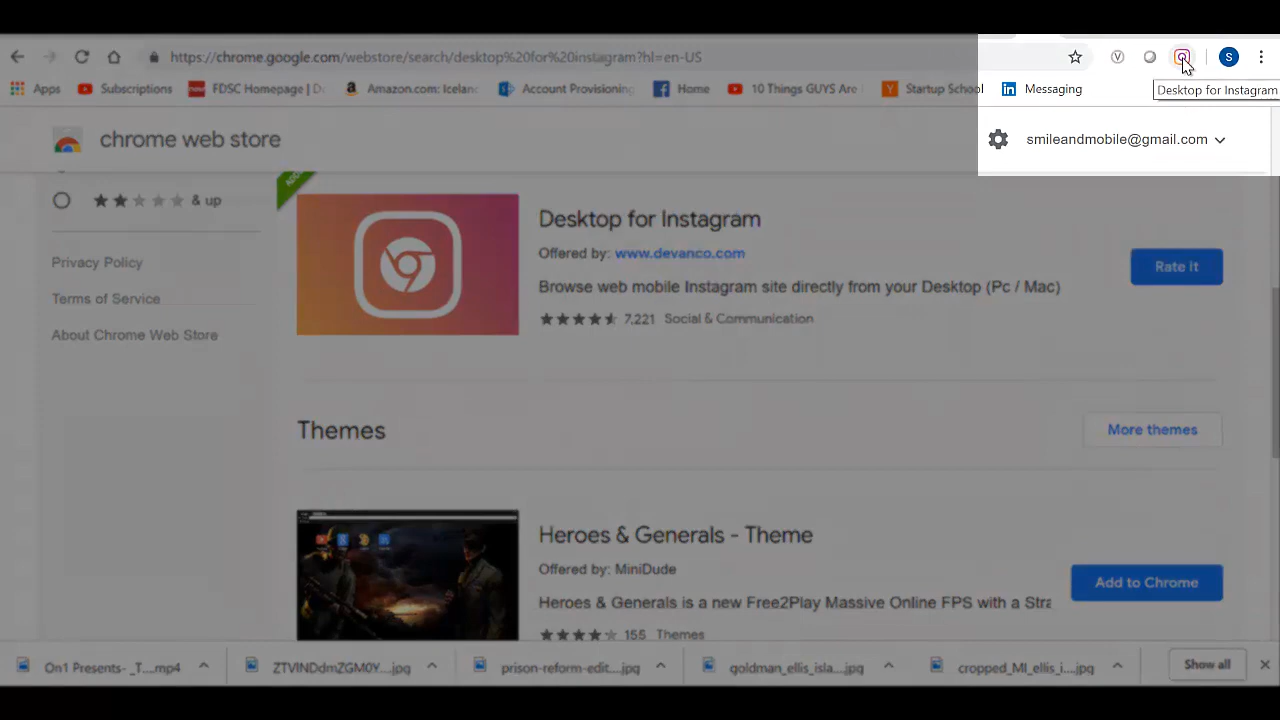 https://chrome.google.com/webstore/search/desktop%20for%20instagram?hl=en-US
V
S
Apps
Subscriptions
FDSC Homepage | D
Amazon.com: Icelan
Account Provisioning
Home
10 Things GUYS Are
Startup School
Messaging
Desktop for Instagram
chrome web store
smileandmobile@gmail.com
& up
Privacy Policy
Terms of Service
About Chrome Web Store
Desktop for Instagram
Offered by: www.devanco.com
Browse web mobile Instagram site directly from your Desktop (Pc / Mac)
7,221 Social & Communication
Rate it
Themes
More themes
Heroes & Generals - Theme
Offered by: MiniDude
Heroes & Generals is a new Free2Play Massive Online FPS with a Stra
155 Themes
Add to Chrome
On1 Presents- _T....mp4
ZTVlNDdmZGM0Y....jpg
prison-reform-edit....jpg
goldman_ellis_isla....jpg
cropped_MI_ellis_i....jpg
Show all